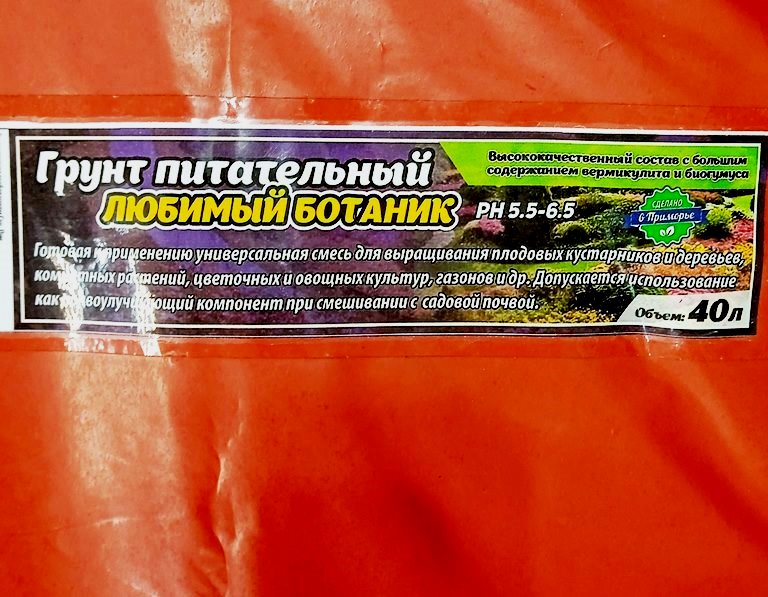 Грунт питательный
ЛЮБИМЫЙ БОТАНИК
PH 5.5-6.5
Высококачественный состав с большим
содержанием вермикулита и биогумуса
СДЕЛАНО
в Приморье
Готовая к применению универсальная смесь для выращивания плодовых кустарников и деревьев,
комнатных растений, цветочных и овощных культур, газонов и др. Допускается использование
как почвоулучшающий компонент при смешивании с садовой почвой.
Объем: 40л